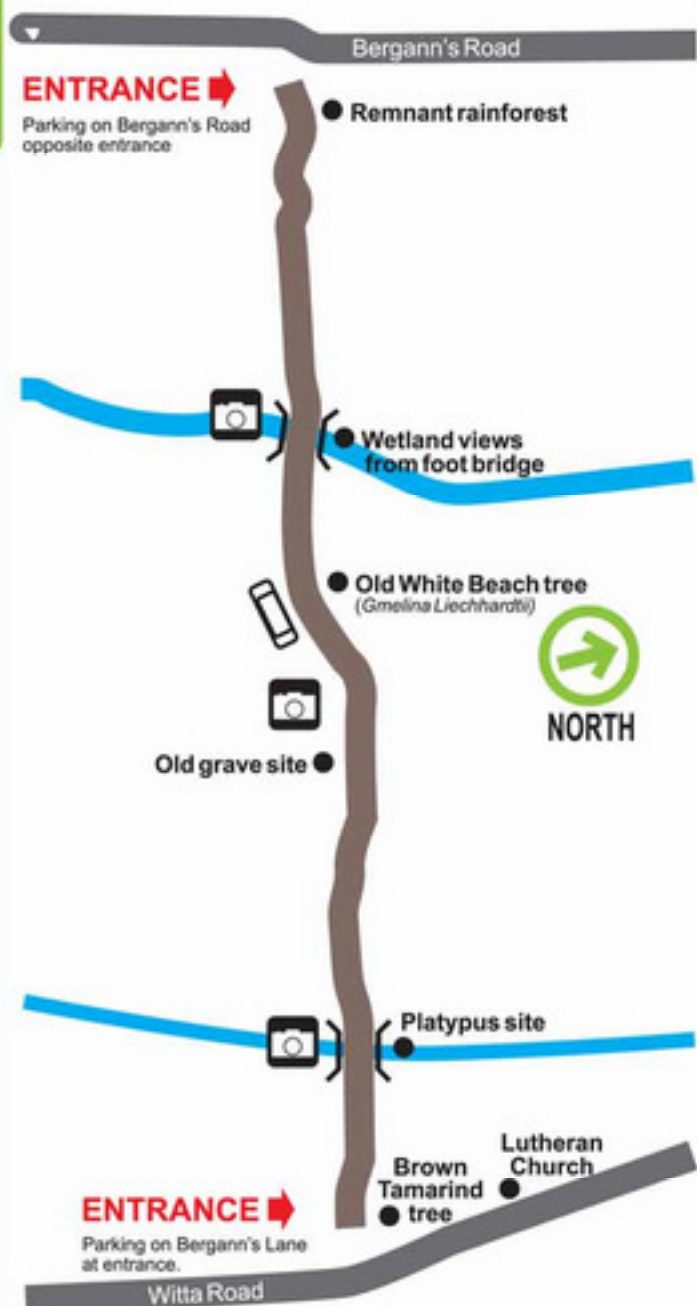 Bergann's Road
ENTRANCE
Parking on Bergann's Road
opposite entrance
Remnant rainforest
Wetland views
from foot bridge
Old White Beach tree
(Gmelina Liechhardtii)
NORTH
Old grave site
Platypus site
Lutheran
Church
Brown
Tamarind
tree
ENTRANCE
Parking on Bergann's Lane
at entrance.
Witta Road